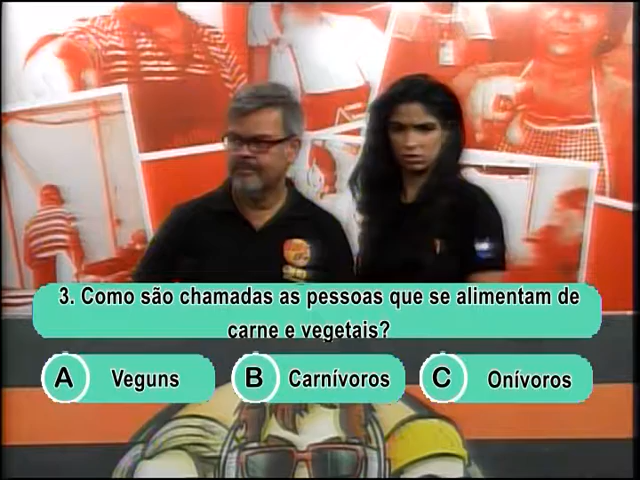 3. Como são chamadas as pessoas que se alimentam de
carne e vegetais?
A Veguns
B Carnívoros
C Onívoros